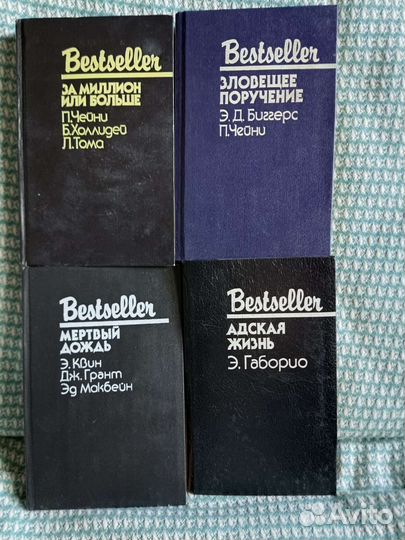 Bestseller
ЗА МИЛЛИОН
ИЛИ БОЛЬШЕ
П.Чейни
Б.Холлидей
Л.Тома
Bestseller
ЗЛОВЕЩЕЕ
ПОРУЧЕНИЕ
Э.Д.Биггерс
П.Чейни
Bestseller
МЕРТВЫЙ
ДОЖДЬ
Э.Квин
Дж.Грант
Эд Макбейн
Bestseller
АДСКАЯ
ЖИЗНЬ
Э.Габорио
Avito